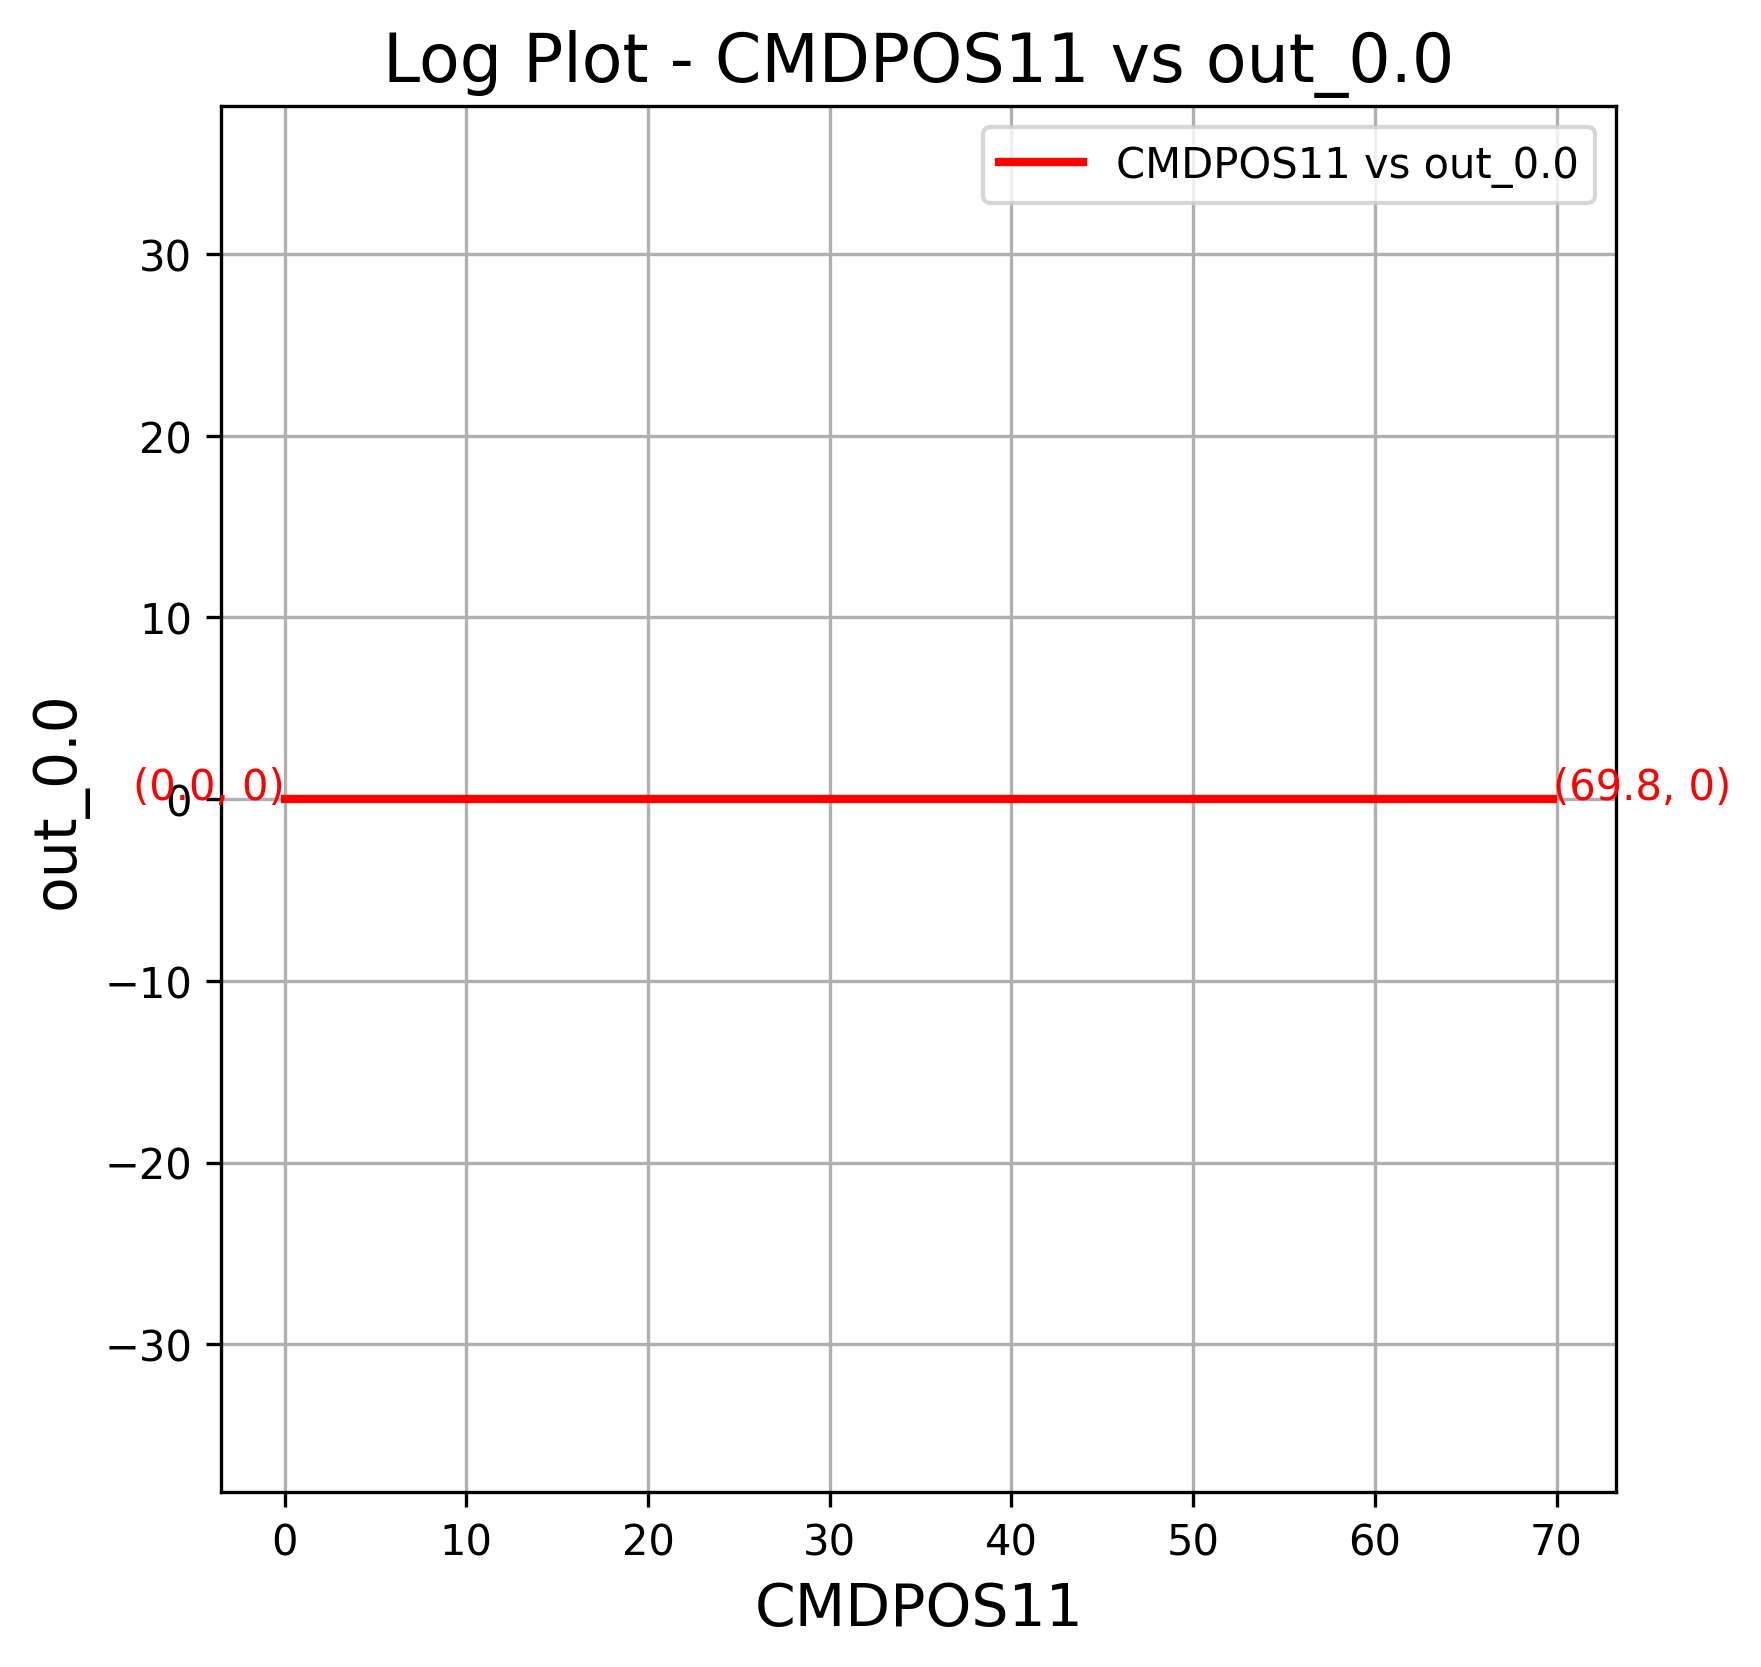 Log Plot - CMDPOS11 vs out_0.0
CMDPOS11 vs out_0.0
30
20
10
(0.0, 0)
0
(69.8, 0)
−10
−20
−30
out_0.0
0 10 20 30 40 50 60 70
CMDPOS11